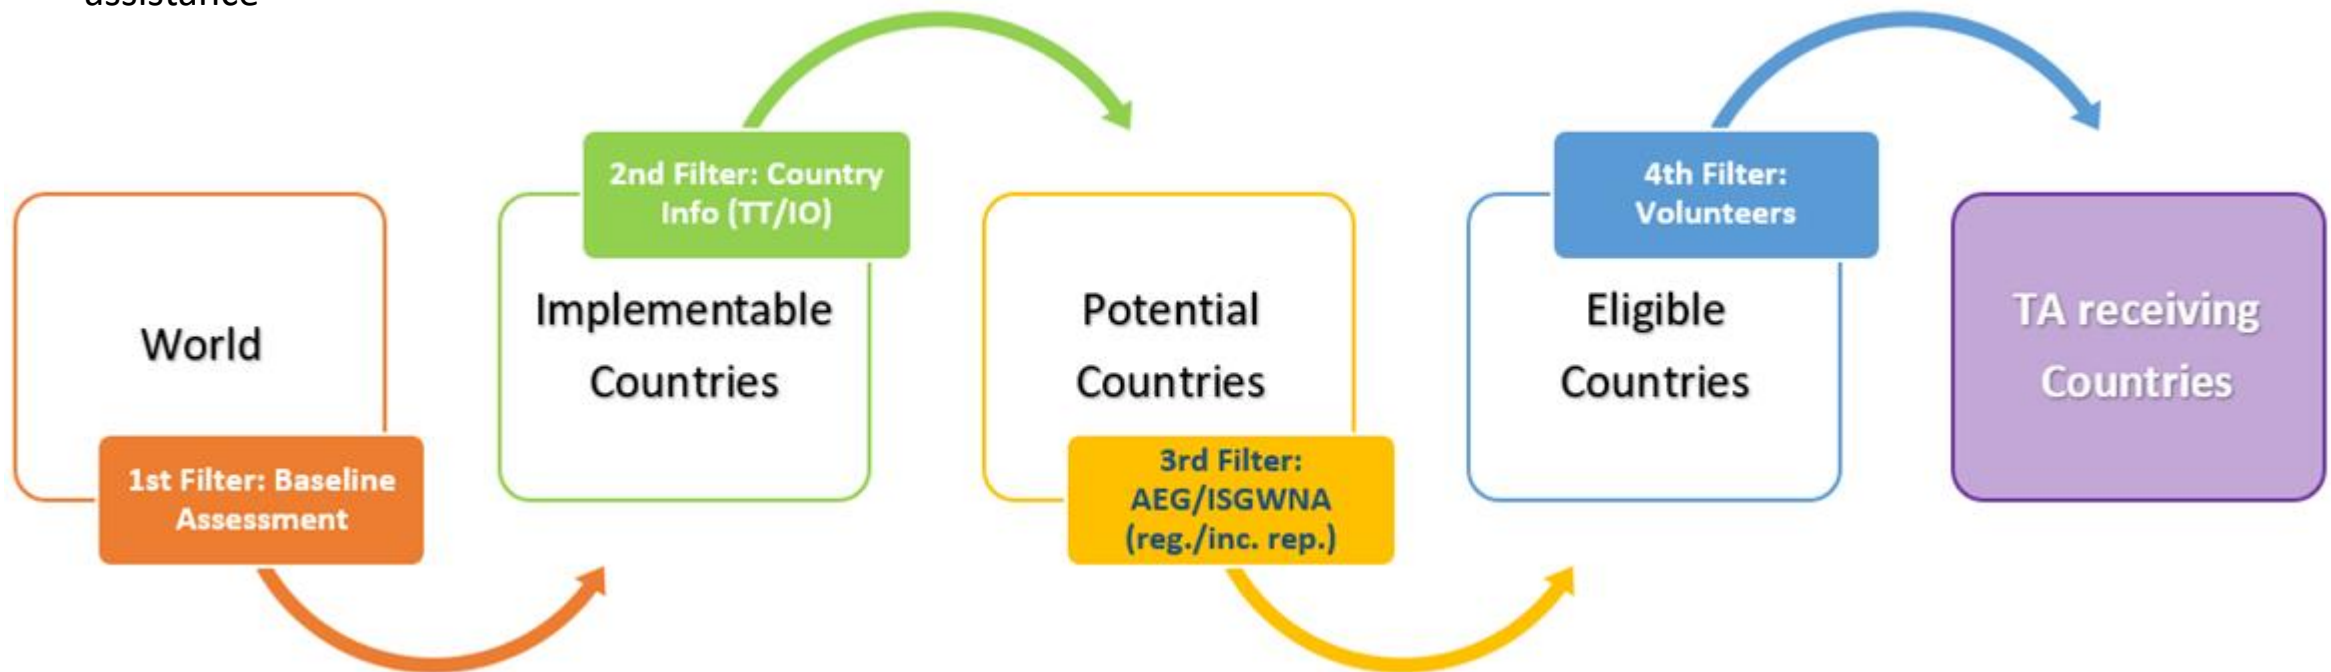 assistance
World
1st Filter: Baseline
Assessment
2nd Filter: Country
Info (TT/IO)
Implementable
Countries
Potential
Countries
3rd Filter:
AEG/ISGWNA
(reg./inc. rep.)
4th Filter:
Volunteers
Eligible
Countries
TA receiving
Countries